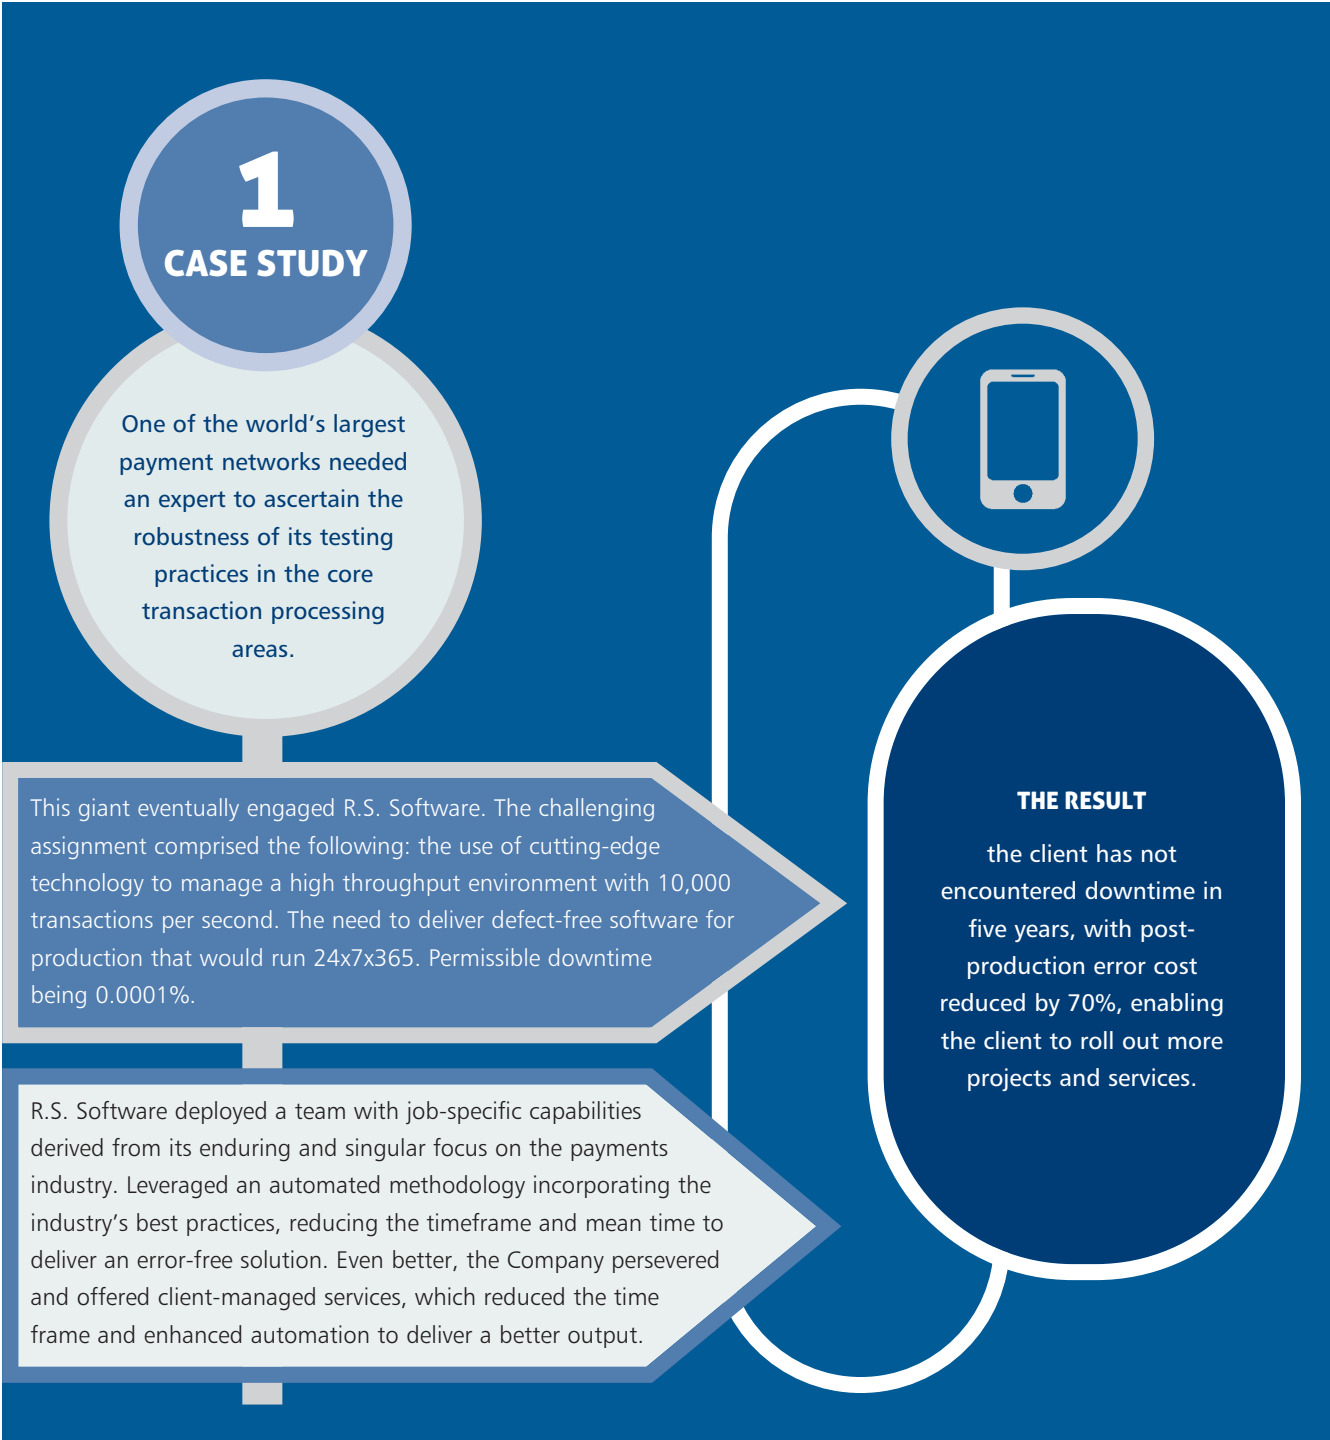 1
CASE STUDY
One of the world's largest
payment networks needed
an expert to ascertain the
robustness of its testing
practices in the core
transaction processing
areas.
This giant eventually engaged R.S. Software. The challenging
assignment comprised the following: the use of cutting-edge
technology to manage a high throughput environment with 10,000
transactions per second. The need to deliver defect-free software for
production that would run 24x7x365. Permissible downtime
being 0.0001%.
R.S. Software deployed a team with job-specific capabilities
derived from its enduring and singular focus on the payments
industry. Leveraged an automated methodology incorporating the
industry's best practices, reducing the timeframe and mean time to
deliver an error-free solution. Even better, the Company persevered
and offered client-managed services, which reduced the time
frame and enhanced automation to deliver a better output.
THE RESULT
the client has not
encountered downtime in
five years, with post-
production error cost
reduced by 70%, enabling
the client to roll out more
projects and services.